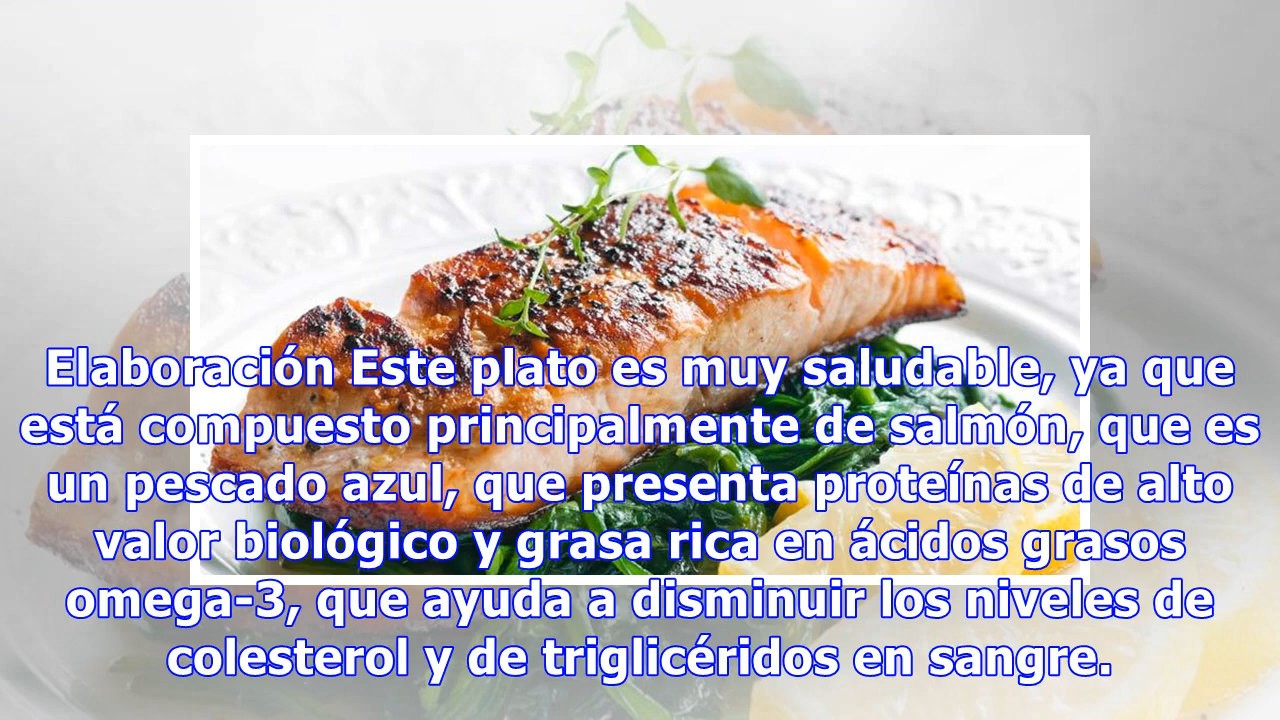 Elaboración Este plato es muy saludable, ya que
está compuesto principalmente de salmón, que es
un pescado azul, que presenta proteínas de alto
valor biológico y grasa rica en ácidos grasos
omega-3, que ayuda a disminuir los niveles de
colesterol y de triglicéridos en sangre.